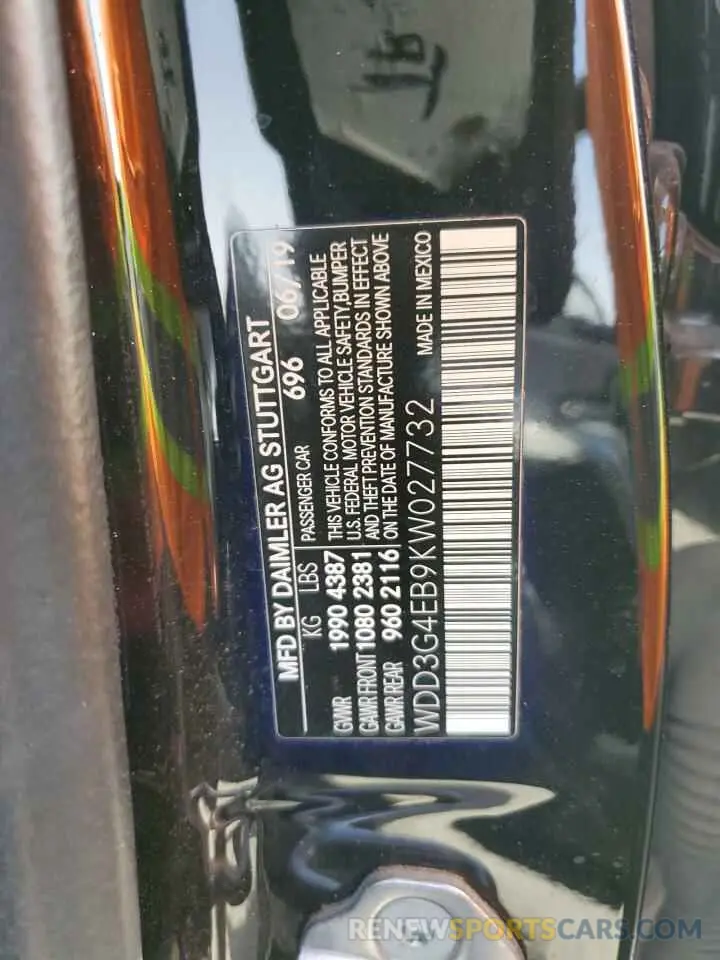 MFD BY DAIMLER AG STUTTGART
KG LBS PASSENGER CAR 696 06/19
GVWR 1990 4387 THIS VEHICLE CONFORMS TO ALL APPLICABLE
GAWR FRONT 1080 2381 U.S. FEDERAL MOTOR VEHICLE SAFETY, BUMPER
GAWR REAR 960 2116 AND THEFT PREVENTION STANDARDS IN EFFECT
ON THE DATE OF MANUFACTURE SHOWN ABOVE
WDD3G4EB9KW027732 MADE IN MEXICO
RENEWSPORTSCARS.COM